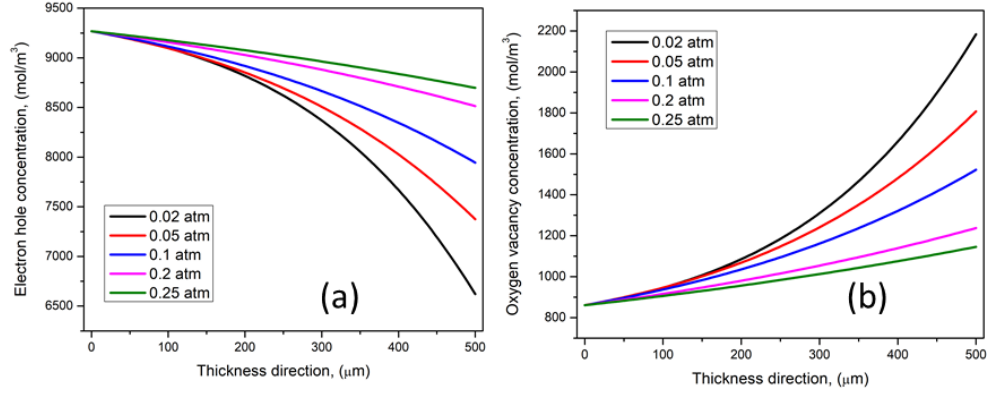 9500
9000
8500
8000
7500
7000
6500
Electron hole concentration, (mol/m³)
0.02 atm
0.05 atm
0.1 atm
0.2 atm
0.25 atm
(a)
0 100 200 300 400 500
Thickness direction, (μm)
2200
2000
1800
1600
1400
1200
1000
800
Oxygen vacancy concentration, (mol/m³)
0.02 atm
0.05 atm
0.1 atm
0.2 atm
0.25 atm
(b)
0 100 200 300 400 500
Thickness direction, (μm)